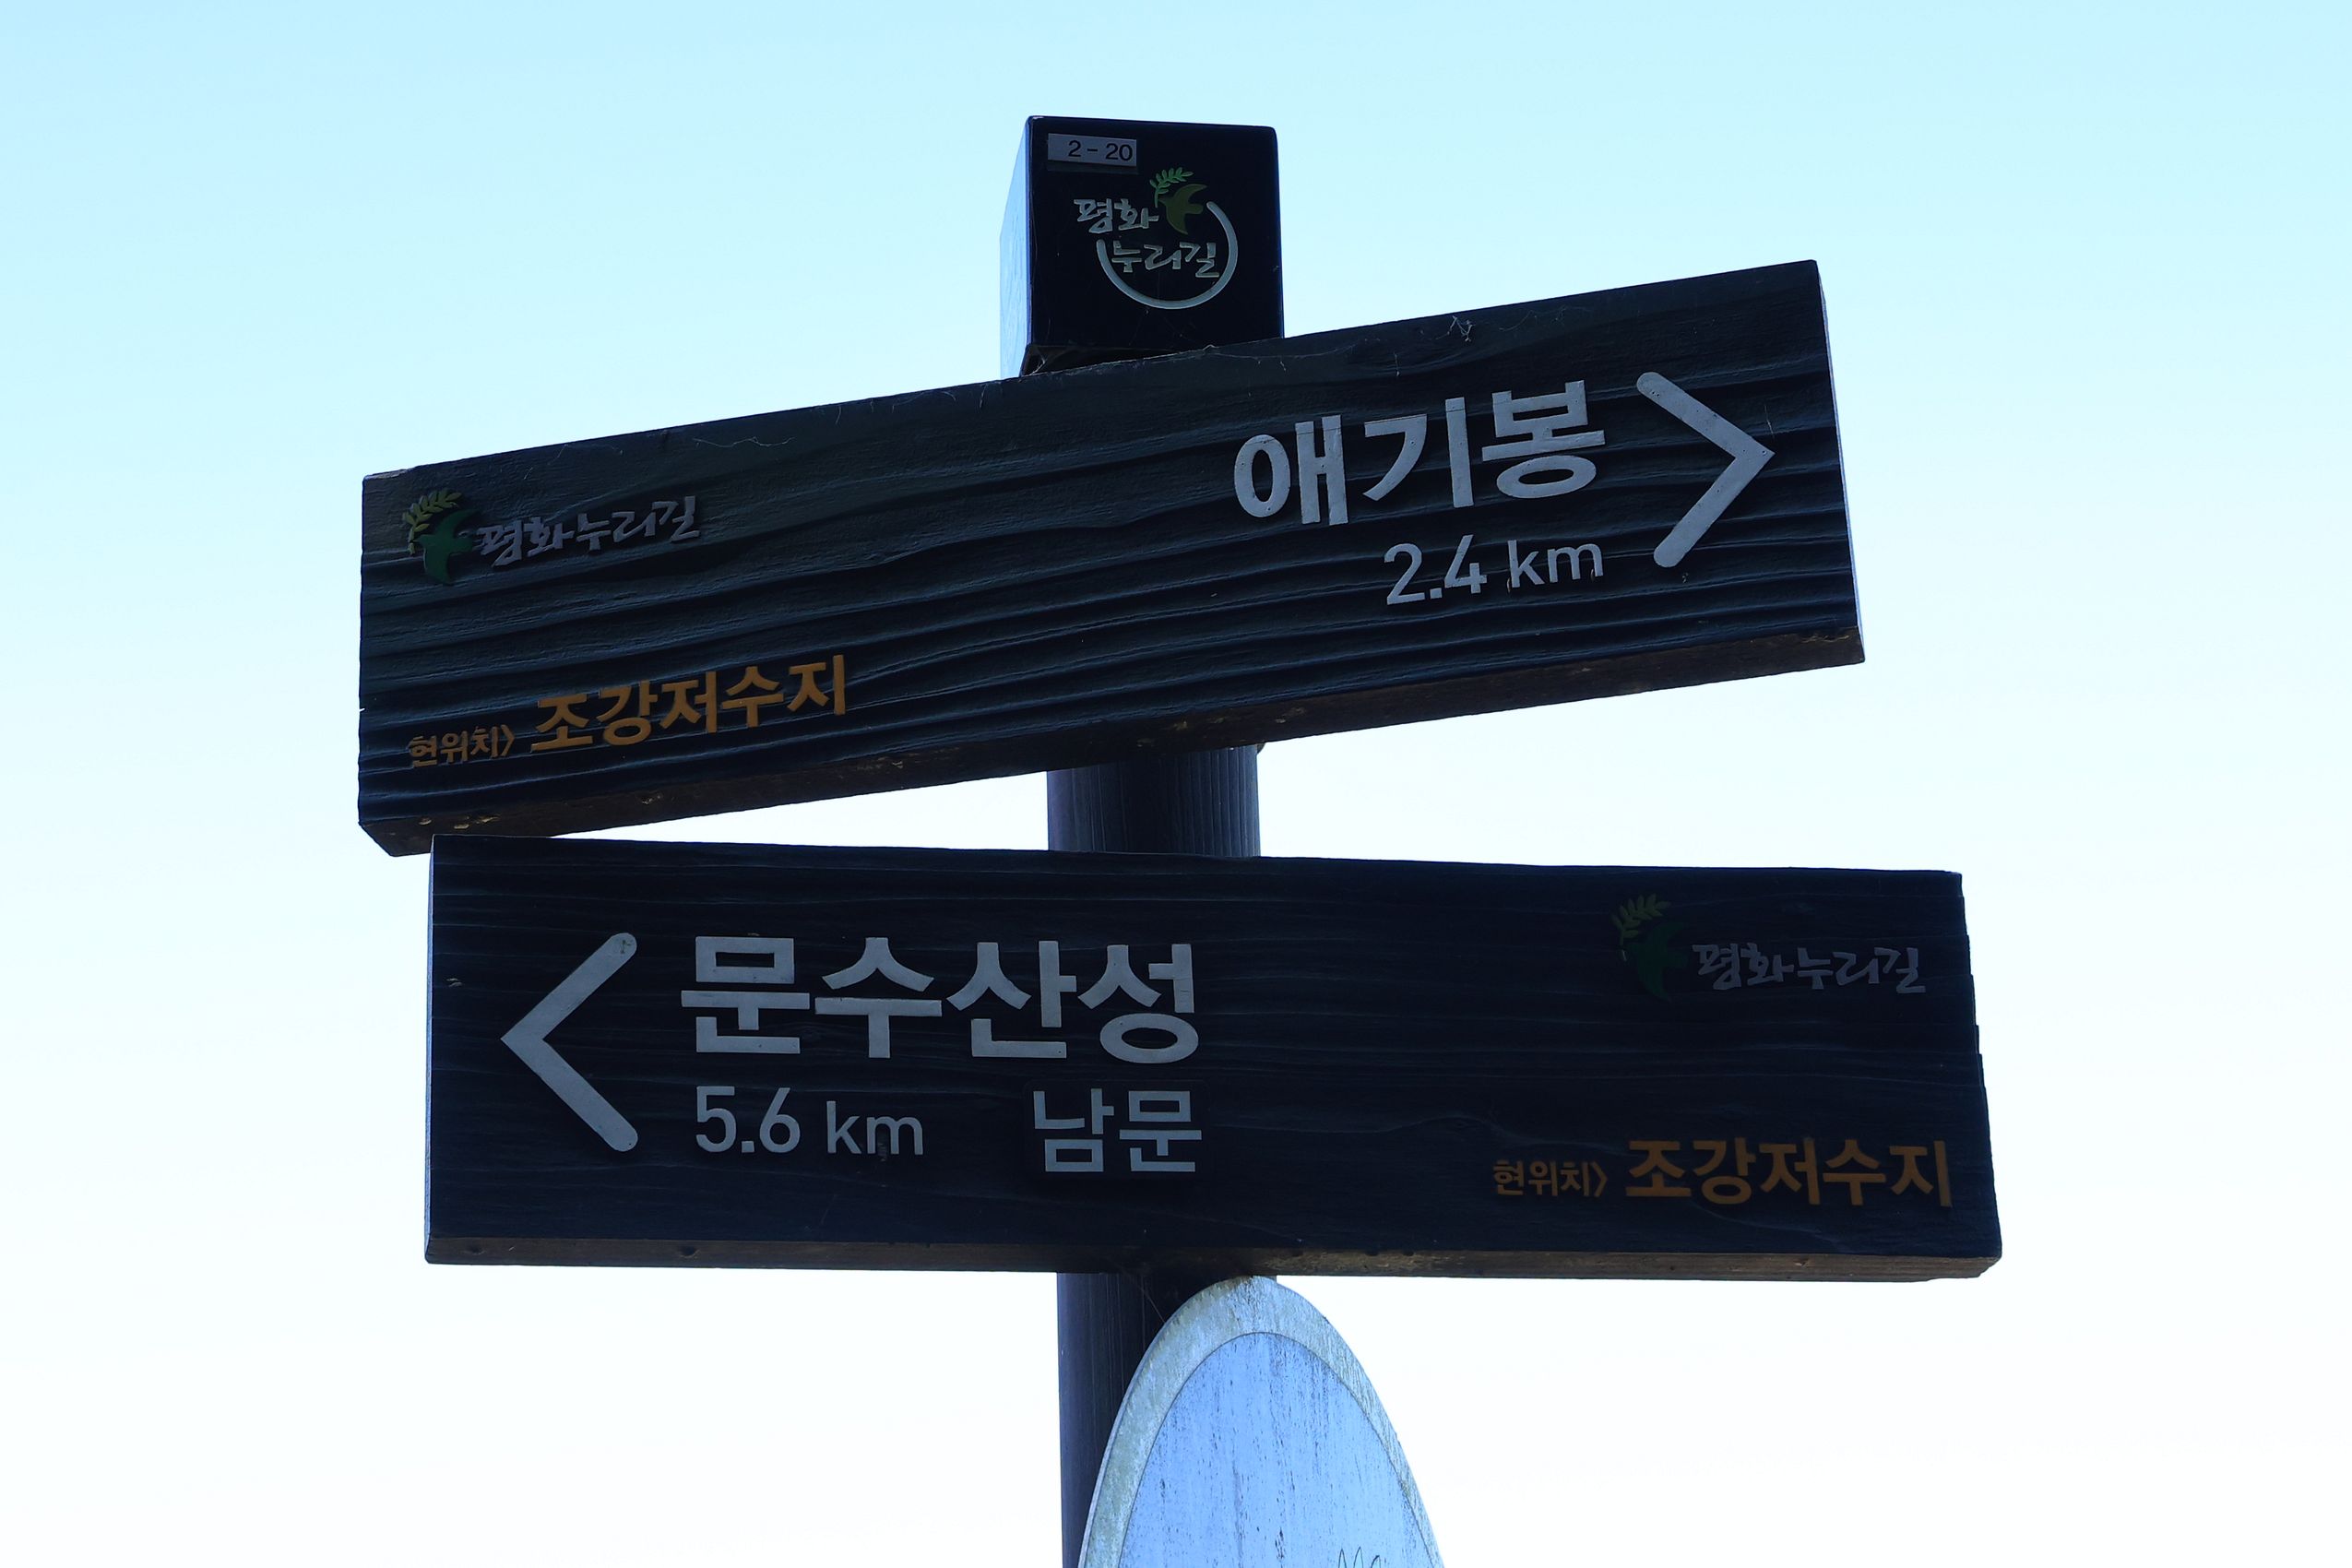 2-20
평화
누리길
애기봉
2.4 km
평화누리길
현위치> 조강저수지
문수산성
5.6 km 남문
평화누리길
현위치> 조강저수지